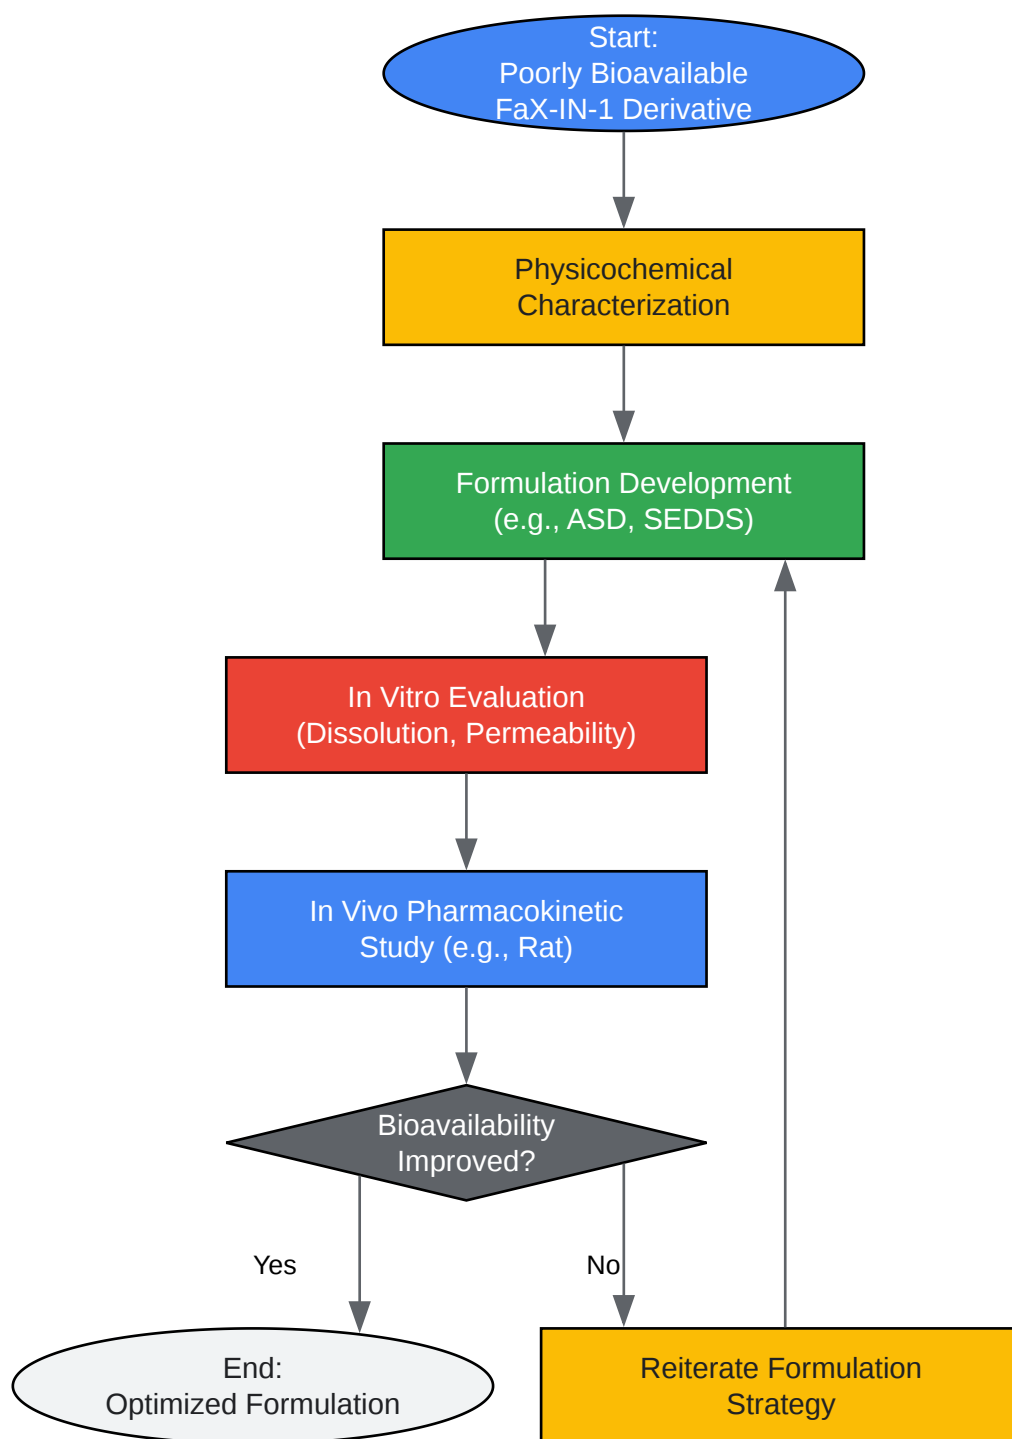 Start:
Poorly Bioavailable
FaX-IN-1 Derivative
Physicochemical
Characterization
Formulation Development
(e.g., ASD, SEDDS)
In Vitro Evaluation
(Dissolution, Permeability)
In Vivo Pharmacokinetic
Study (e.g., Rat)
Bioavailability
Improved?
Yes
No
End:
Optimized Formulation
Reiterate Formulation
Strategy